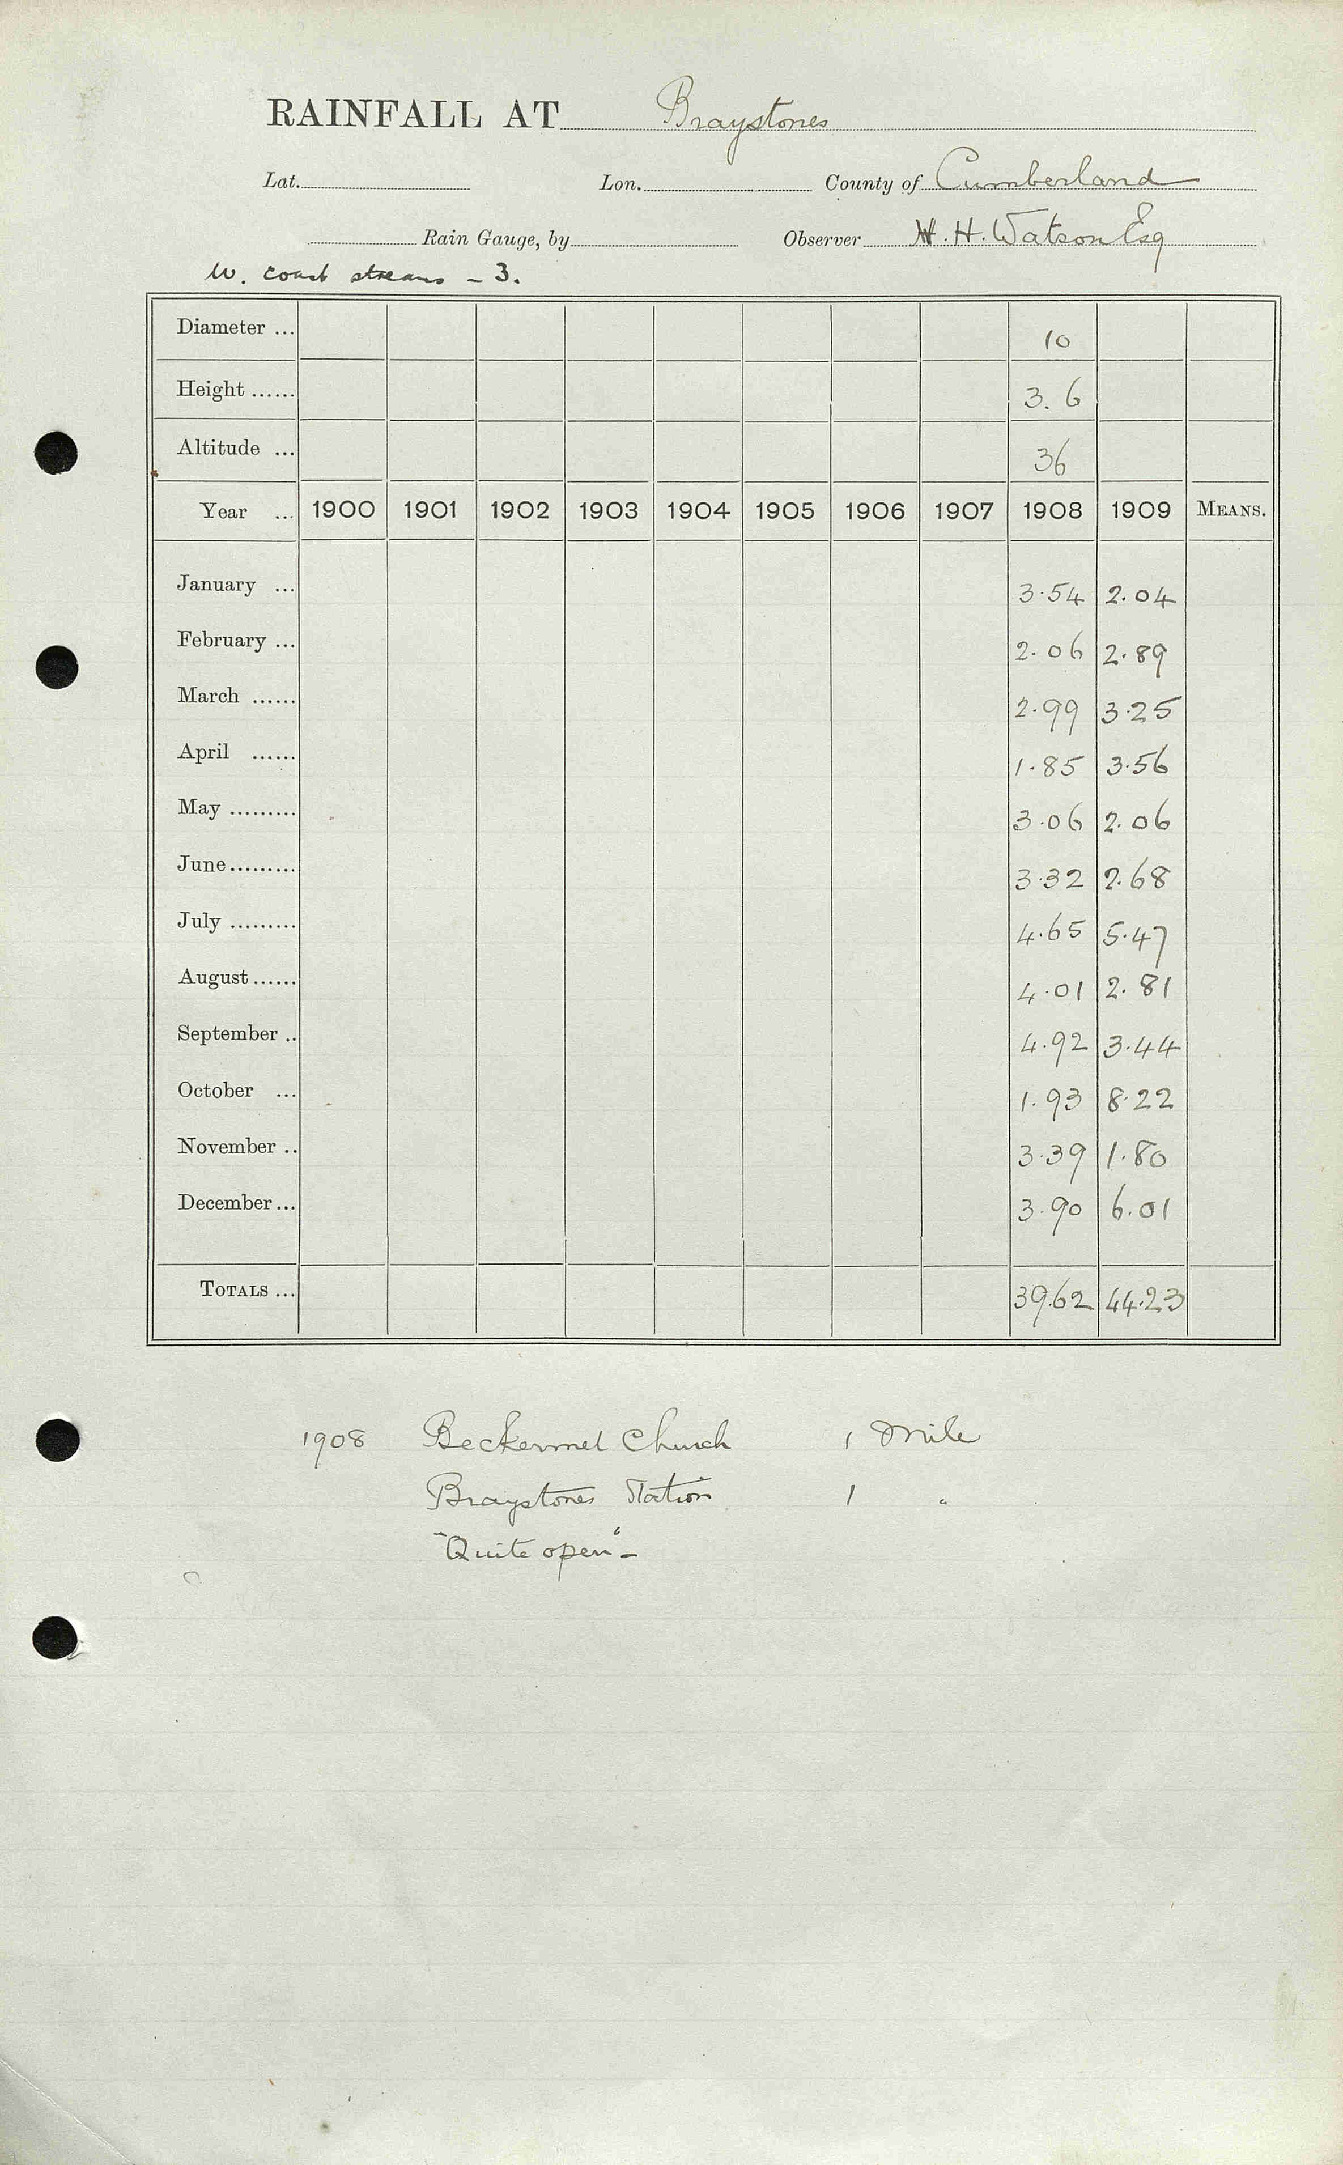 RAINFALL AT Braystones
Lat. Lon. County of Cumberland
Rain Gauge, by Observer H. H. Watson Esq
W. coast streams - 3.
Diameter ... 10
Height ...... 3. 6
Altitude ... 36
Year ... 1900 1901 1902 1903 1904 1905 1906 1907 1908 1909 MEANS.
January ... 3.54 2.04
February ... 2.06 2.89
March ...... 2.99 3.25
April ...... 1.85 3.56
May ......... 3.06 2.06
June ......... 3.32 2.68
July ......... 4.65 5.47
August ...... 4.01 2.81
September .. 4.92 3.44
October ... 1.93 8.22
November .. 3.39 1.80
December ... 3.90 6.01
TOTALS ... 39.62 44.23
1908 Beckermet Church 1 Mile
Braystones Station 1 "
"Quite open" -